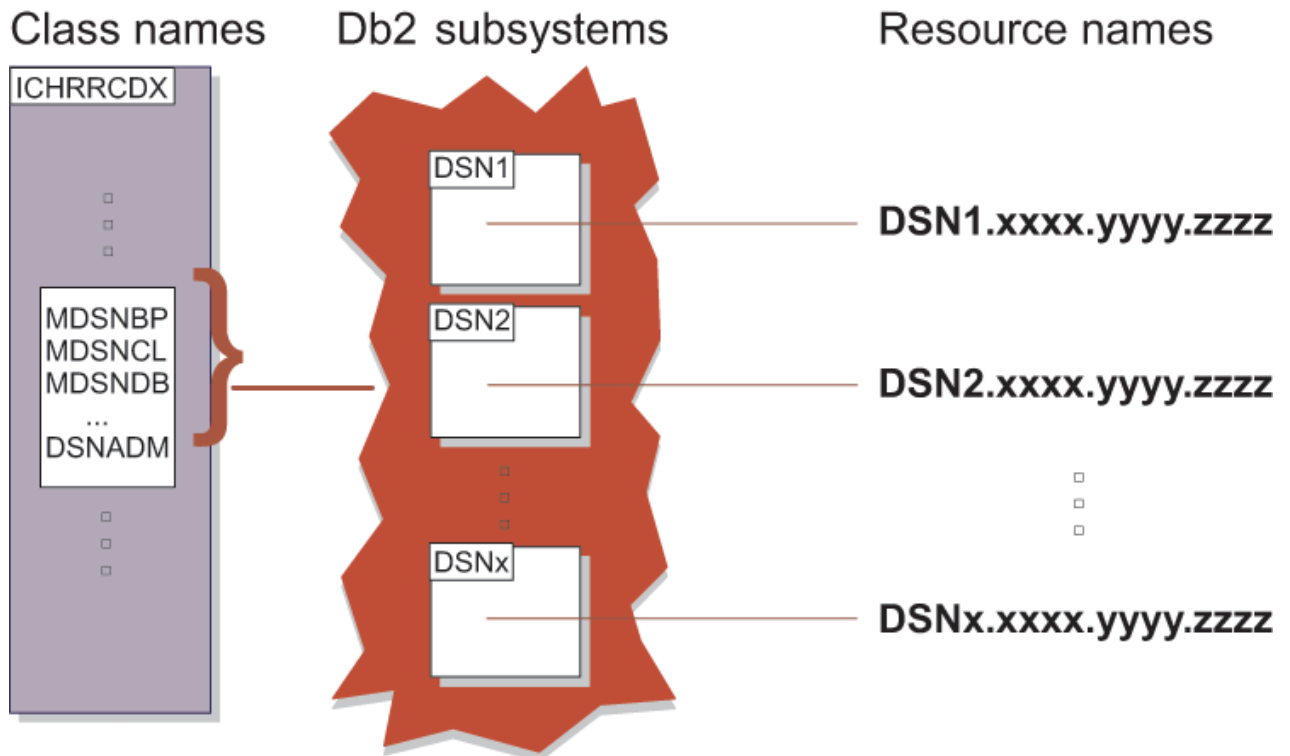 Class names
Db2 subsystems
Resource names
ICHRRCDX
MDSNBP
MDSNCL
MDSNDB
...
DSNADM
DSN1
DSN2
DSNx
DSN1.xxxx.yyyy.zzzz
DSN2.xxxx.yyyy.zzzz
DSNx.xxxx.yyyy.zzzz